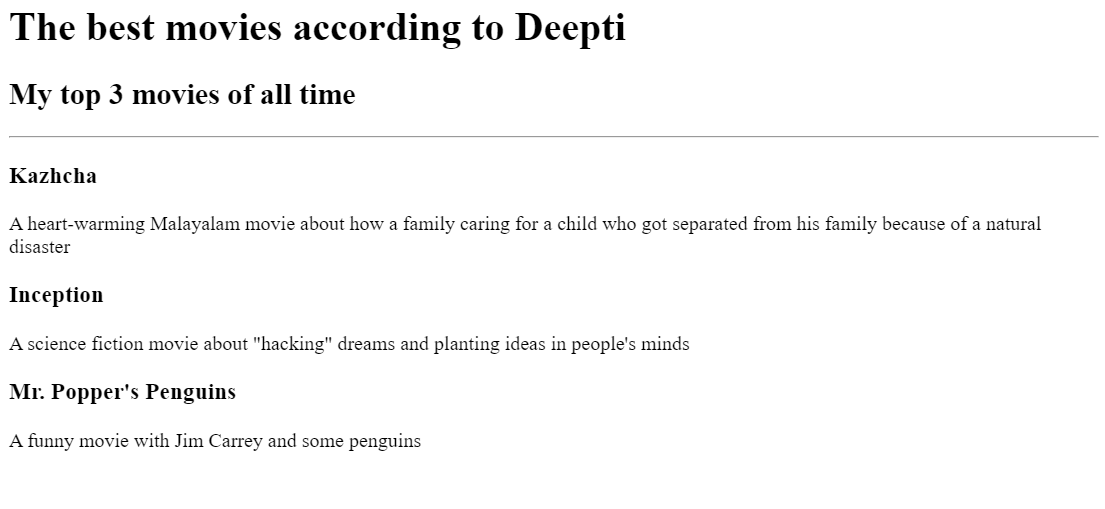 The best movies according to Deepti
My top 3 movies of all time
Kazhcha
A heart-warming Malayalam movie about how a family caring for a child who got separated from his family because of a natural
disaster
Inception
A science fiction movie about "hacking" dreams and planting ideas in people's minds
Mr. Popper's Penguins
A funny movie with Jim Carrey and some penguins